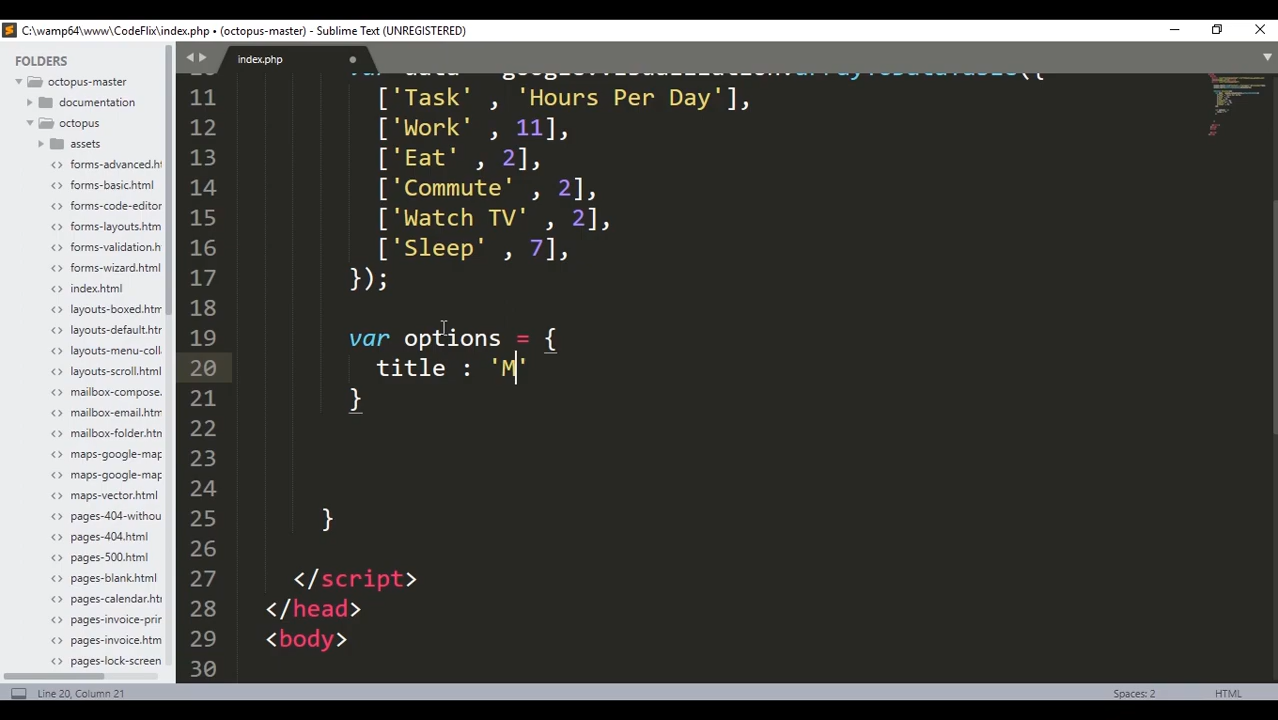 C:\wamp64\www\CodeFlix\index.php • (octopus-master) - Sublime Text (UNREGISTERED)
FOLDERS
octopus-master
documentation
octopus
assets
forms-advanced.ht
forms-basic.html
forms-code-editor
forms-layouts.html
forms-validation.h
forms-wizard.html
index.html
layouts-boxed.htm
layouts-default.htm
layouts-menu-coll
layouts-scroll.html
mailbox-compose.
mailbox-email.html
mailbox-folder.htm
maps-google-map
maps-google-map
maps-vector.html
pages-404-withou
pages-404.html
pages-500.html
pages-blank.html
pages-calendar.htm
pages-invoice-prin
pages-invoice.html
pages-lock-screen
index.php
11 ['Task' , 'Hours Per Day'],
12 ['Work' , 11],
13 ['Eat' , 2],
14 ['Commute' , 2],
15 ['Watch TV' , 2],
16 ['Sleep' , 7],
17 });
18
19 var options = {
20 title : 'M'
21 }
22
23
24
25 }
26
27 </script>
28 </head>
29 <body>
30
Line 20, Column 21
Spaces: 2
HTML